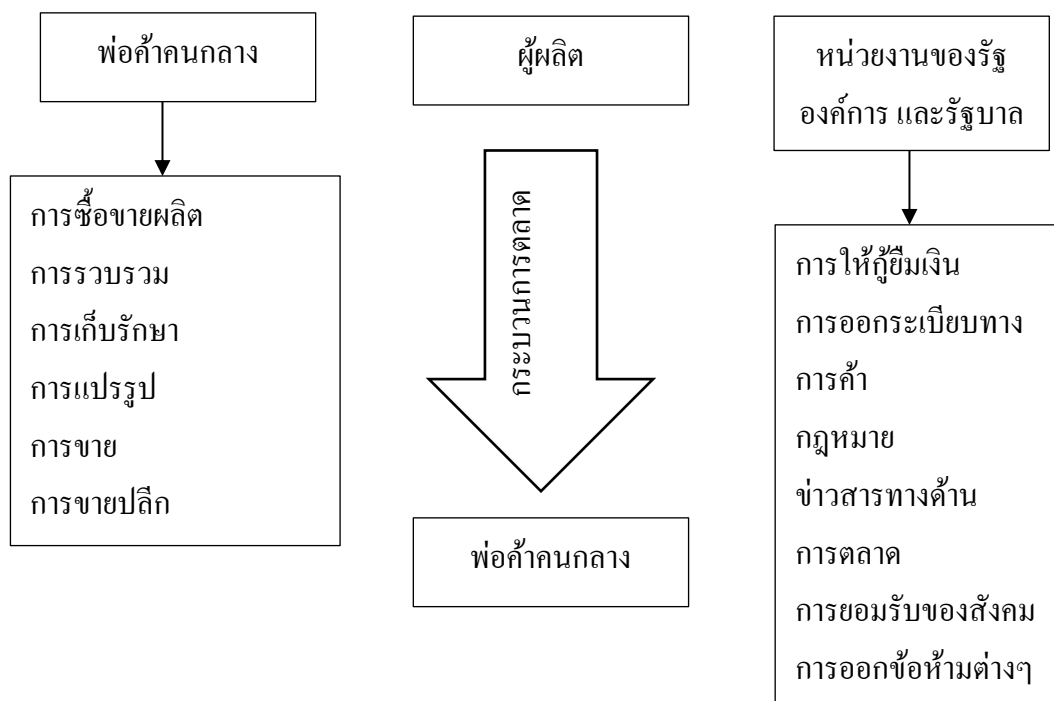 พ่อค้าคนกลาง
การซื้อขายผลิต
การรวบรวม
การเก็บรักษา
การแปรรูป
การขาย
การขายปลีก
ผู้ผลิต
กระบวนการตลาด
พ่อค้าคนกลาง
หน่วยงานของรัฐ
องค์การ และรัฐบาล
การให้กู้ยืมเงิน
การออกระเบียบทาง
การค้า
กฎหมาย
ข่าวสารทางด้าน
การตลาด
การยอมรับของสังคม
การออกข้อห้ามต่างๆ